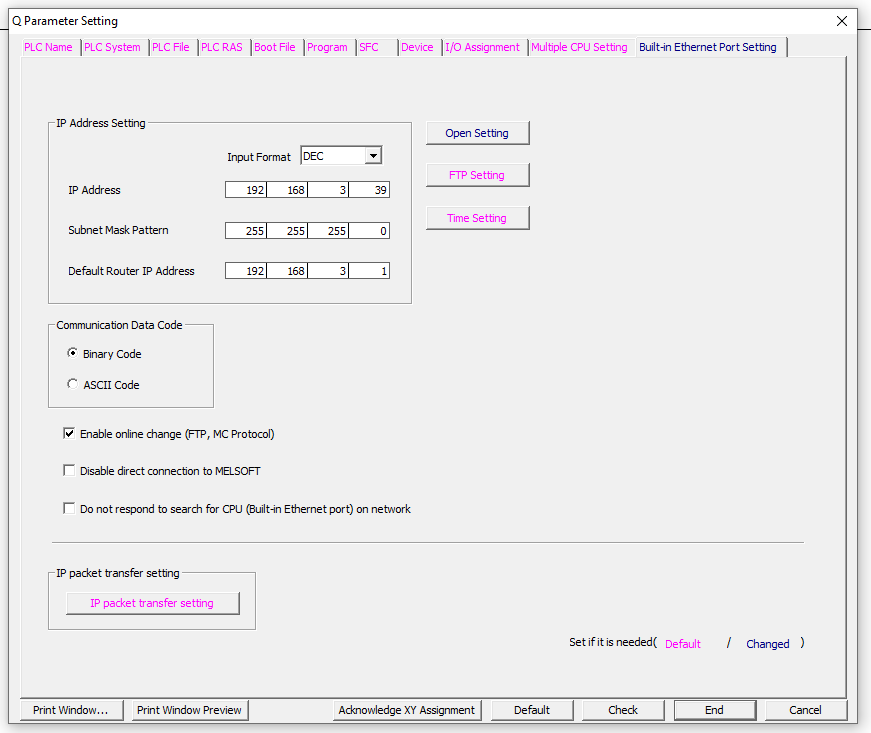 Q Parameter Setting
PLC Name PLC System PLC File PLC RAS Boot File Program SFC Device I/O Assignment Multiple CPU Setting Built-in Ethernet Port Setting
IP Address Setting
Open Setting
Input Format DEC
FTP Setting
IP Address 192 168 3 39
Time Setting
Subnet Mask Pattern 255 255 255 0
Default Router IP Address 192 168 3 1
Communication Data Code
Binary Code
ASCII Code
Enable online change (FTP, MC Protocol)
Disable direct connection to MELSOFT
Do not respond to search for CPU (Built-in Ethernet port) on network
IP packet transfer setting
IP packet transfer setting
Set if it is needed( Default / Changed )
Print Window... Print Window Preview Acknowledge XY Assignment Default Check End Cancel